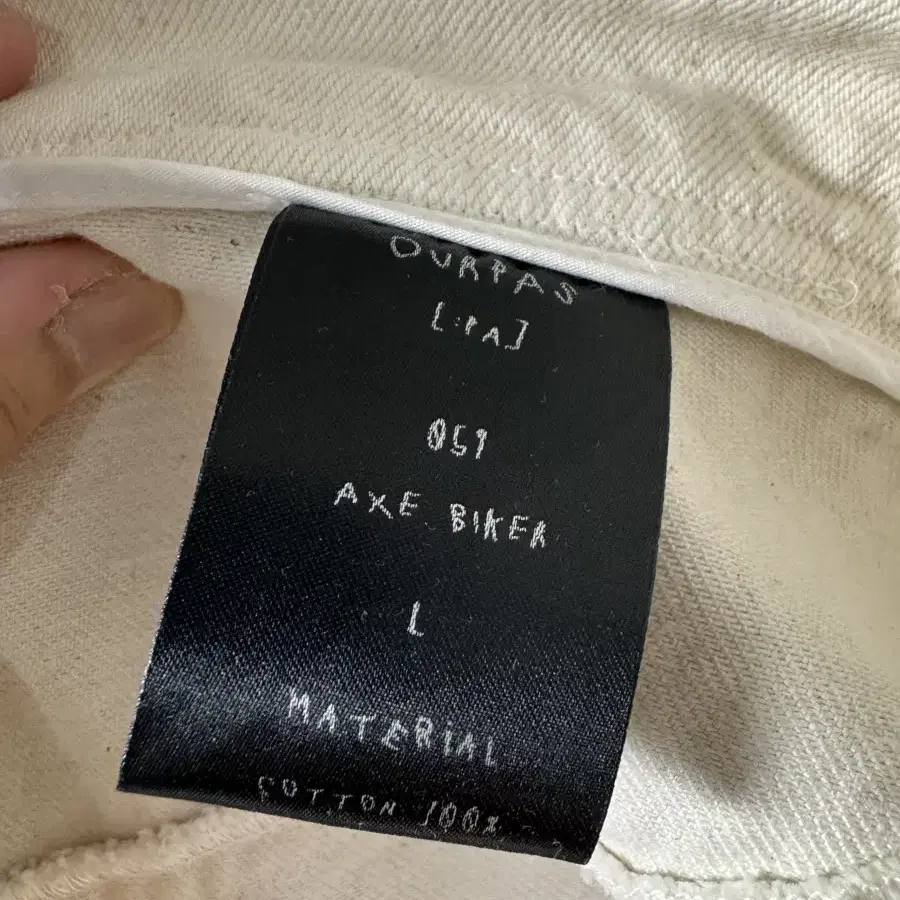 OURPAS
[:PA]
051
AXE BIKER
L
MATERIAL
COTTON 100%